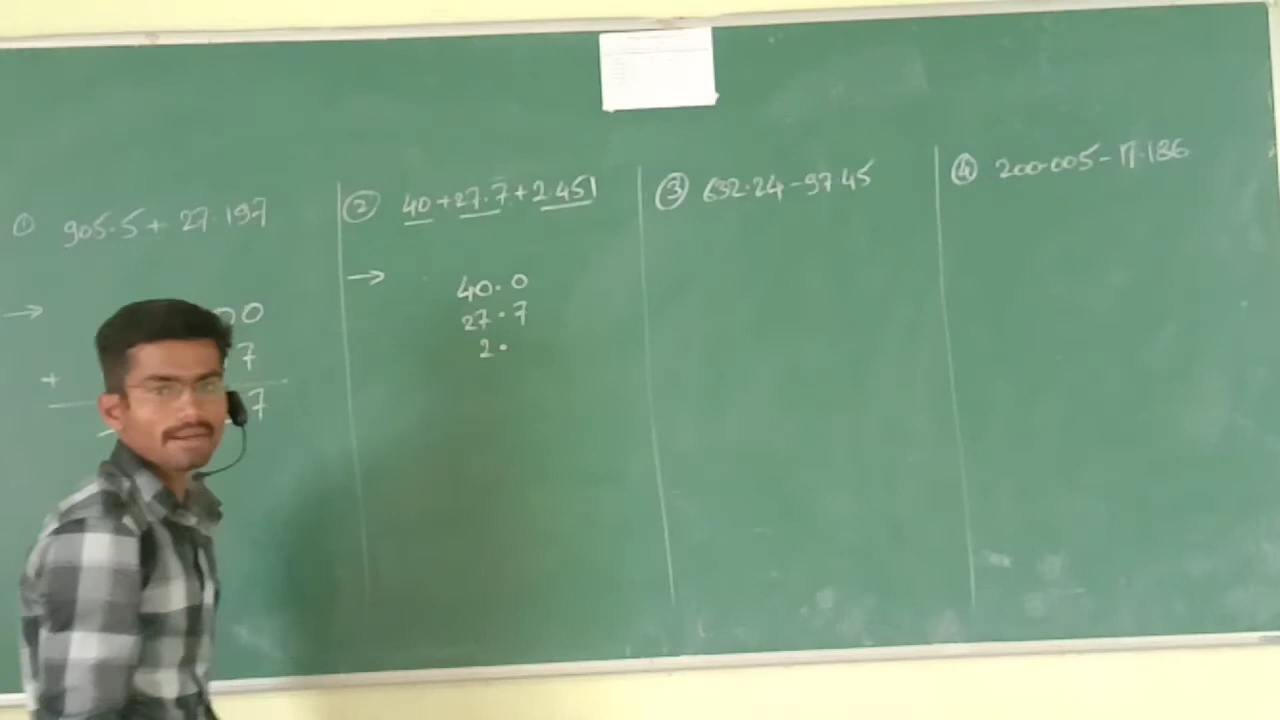 ① 905.5 + 27.197
→ 00
7
+
7
② 40 + 27.7 + 2.451
→ 40.0
27.7
2.
③ 632.24 - 97.45
④ 200.005 - 17.186